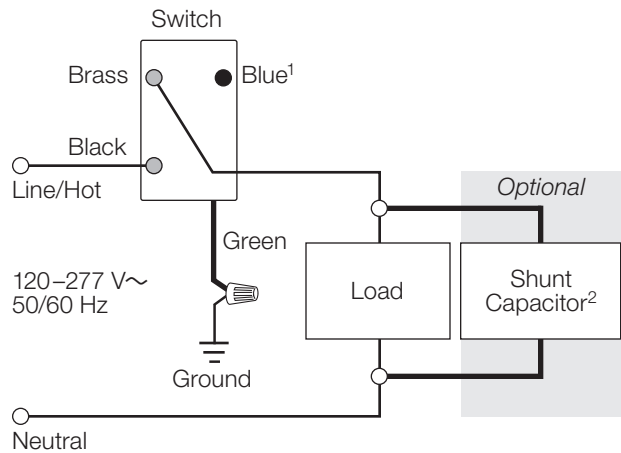 Switch
Brass
Blue¹
Black
Line/Hot
Optional
Green
120–277 V~
50/60 Hz
Load
Shunt
Capacitor²
Ground
Neutral